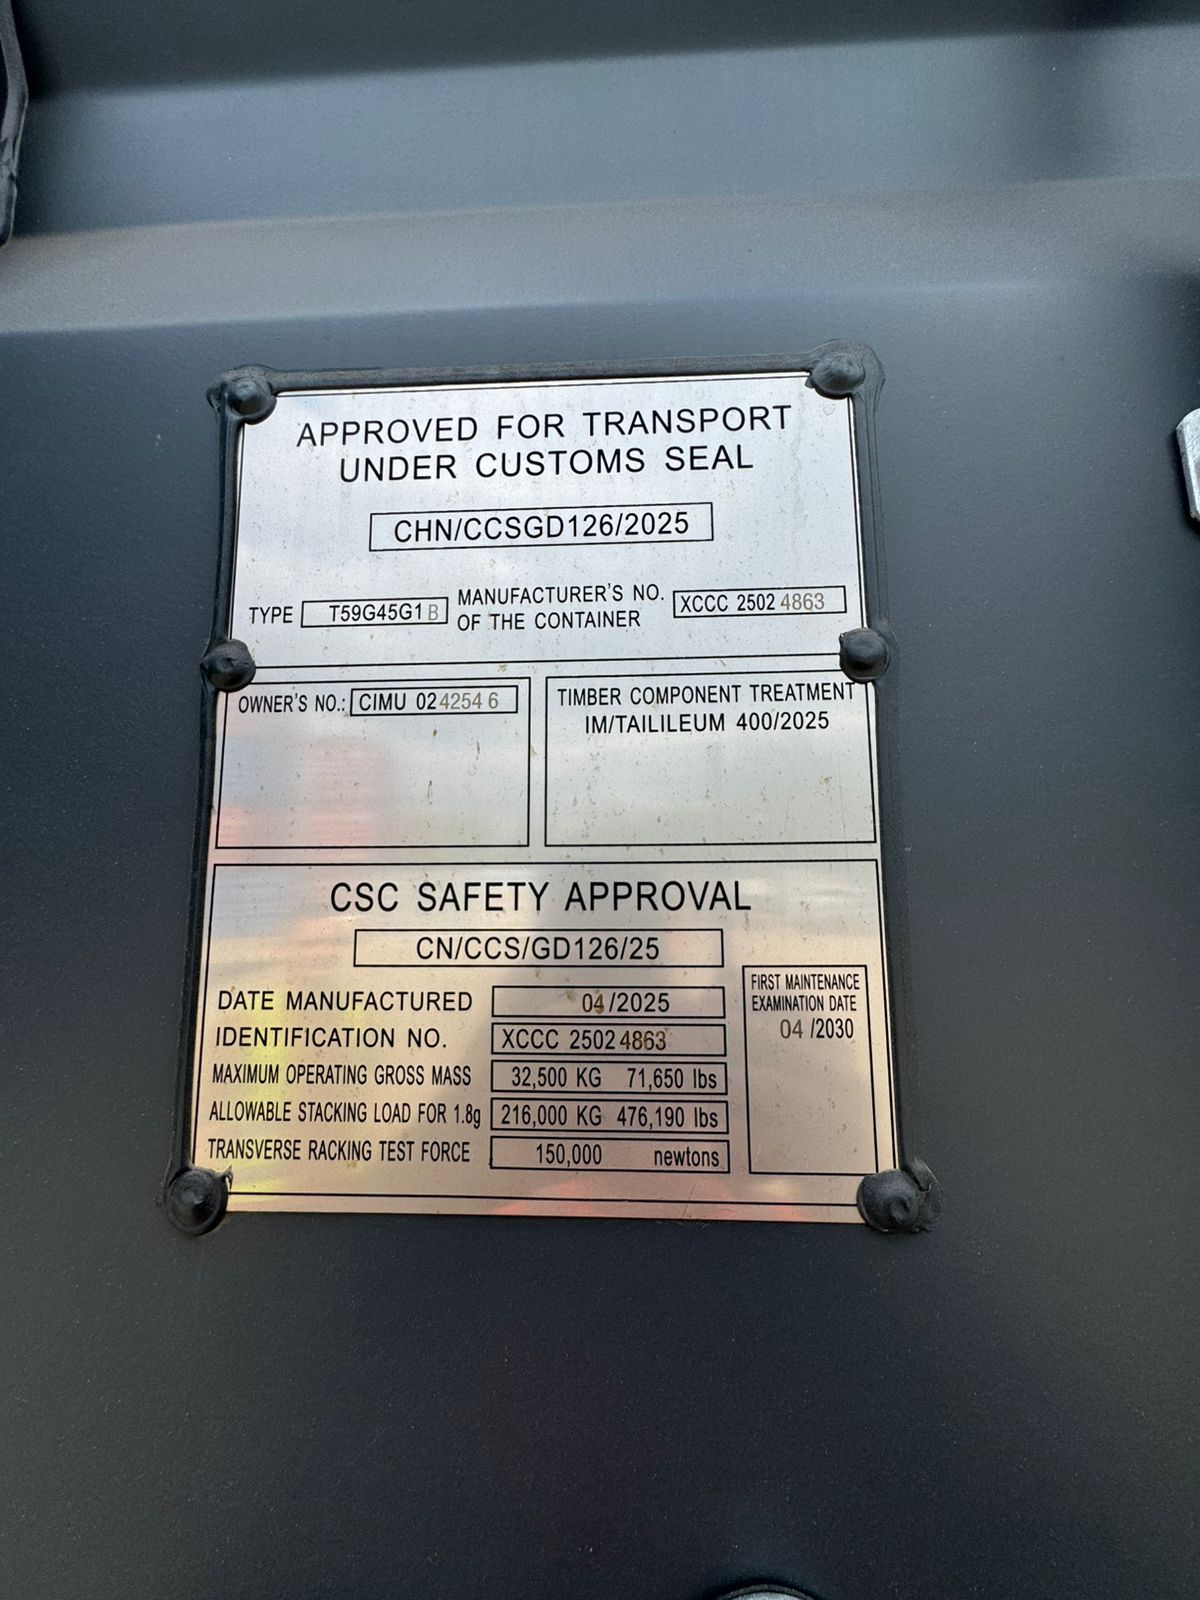 APPROVED FOR TRANSPORT
UNDER CUSTOMS SEAL
CHN/CCSGD126/2025
TYPE T59G45G1B
MANUFACTURER'S NO.
OF THE CONTAINER
XCCC 2502 4863
OWNER'S NO.: CIMU 024254 6
TIMBER COMPONENT TREATMENT
IM/TAILILEUM 400/2025
CSC SAFETY APPROVAL
CN/CCS/GD126/25
DATE MANUFACTURED 04/2025
IDENTIFICATION NO. XCCC 2502 4863
MAXIMUM OPERATING GROSS MASS 32,500 KG 71,650 lbs
ALLOWABLE STACKING LOAD FOR 1.8g 216,000 KG 476,190 lbs
TRANSVERSE RACKING TEST FORCE 150,000 newtons
FIRST MAINTENANCE
EXAMINATION DATE
04 /2030